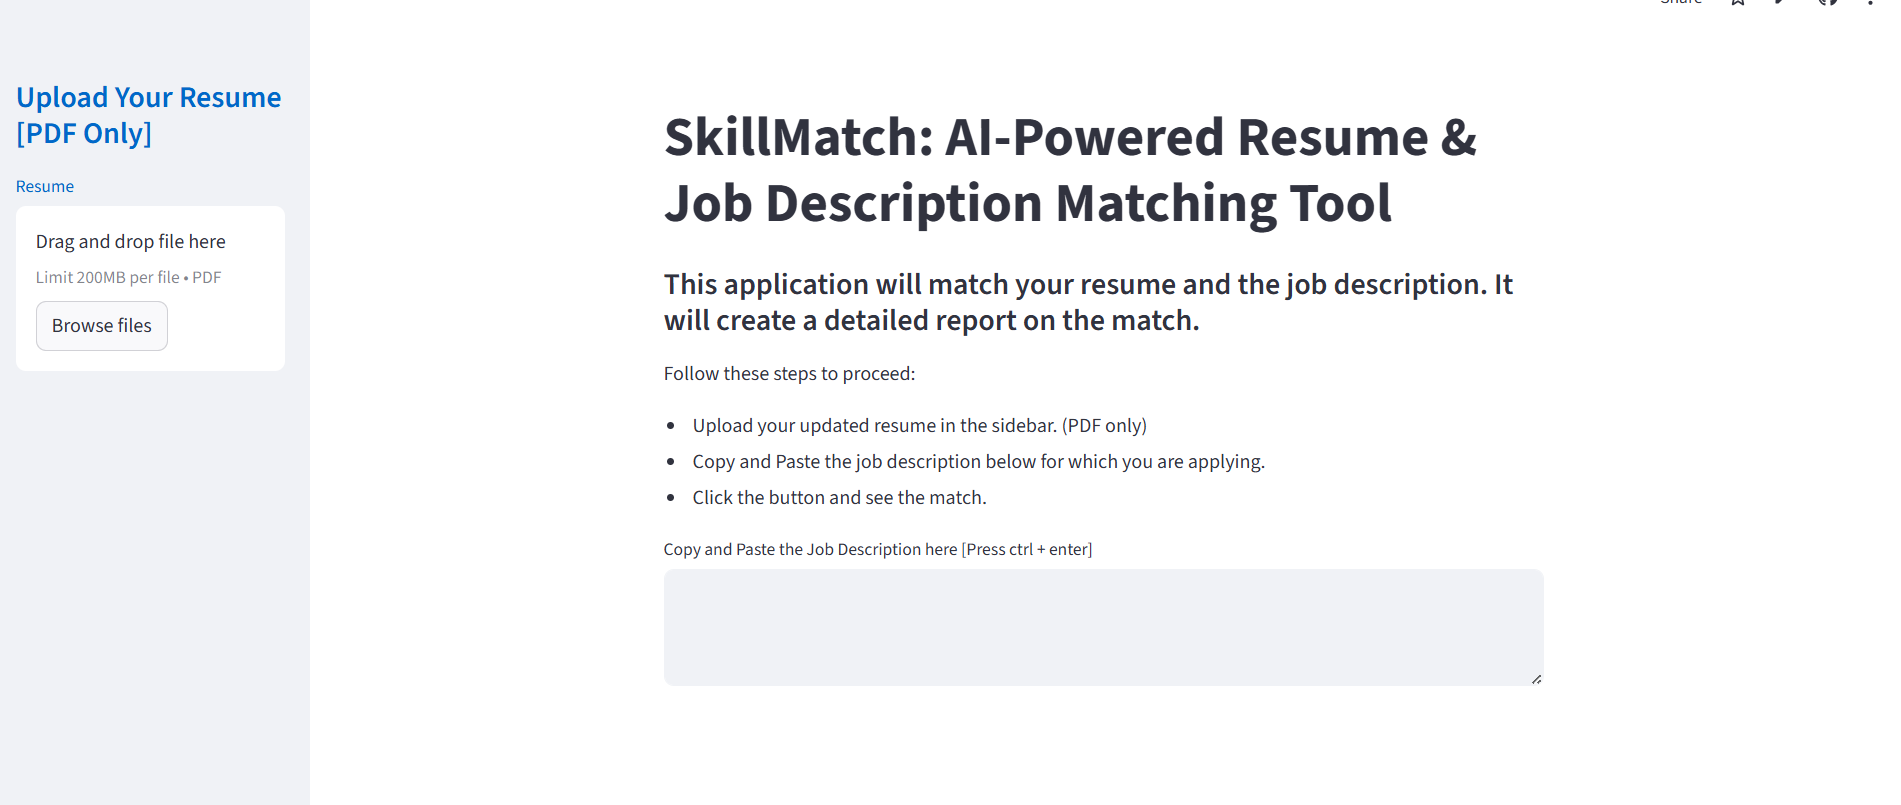 Share
Upload Your Resume
[PDF Only]
Resume
Drag and drop file here
Limit 200MB per file • PDF
Browse files
SkillMatch: AI-Powered Resume &
Job Description Matching Tool
This application will match your resume and the job description. It
will create a detailed report on the match.
Follow these steps to proceed:
• Upload your updated resume in the sidebar. (PDF only)
• Copy and Paste the job description below for which you are applying.
• Click the button and see the match.
Copy and Paste the Job Description here [Press ctrl + enter]